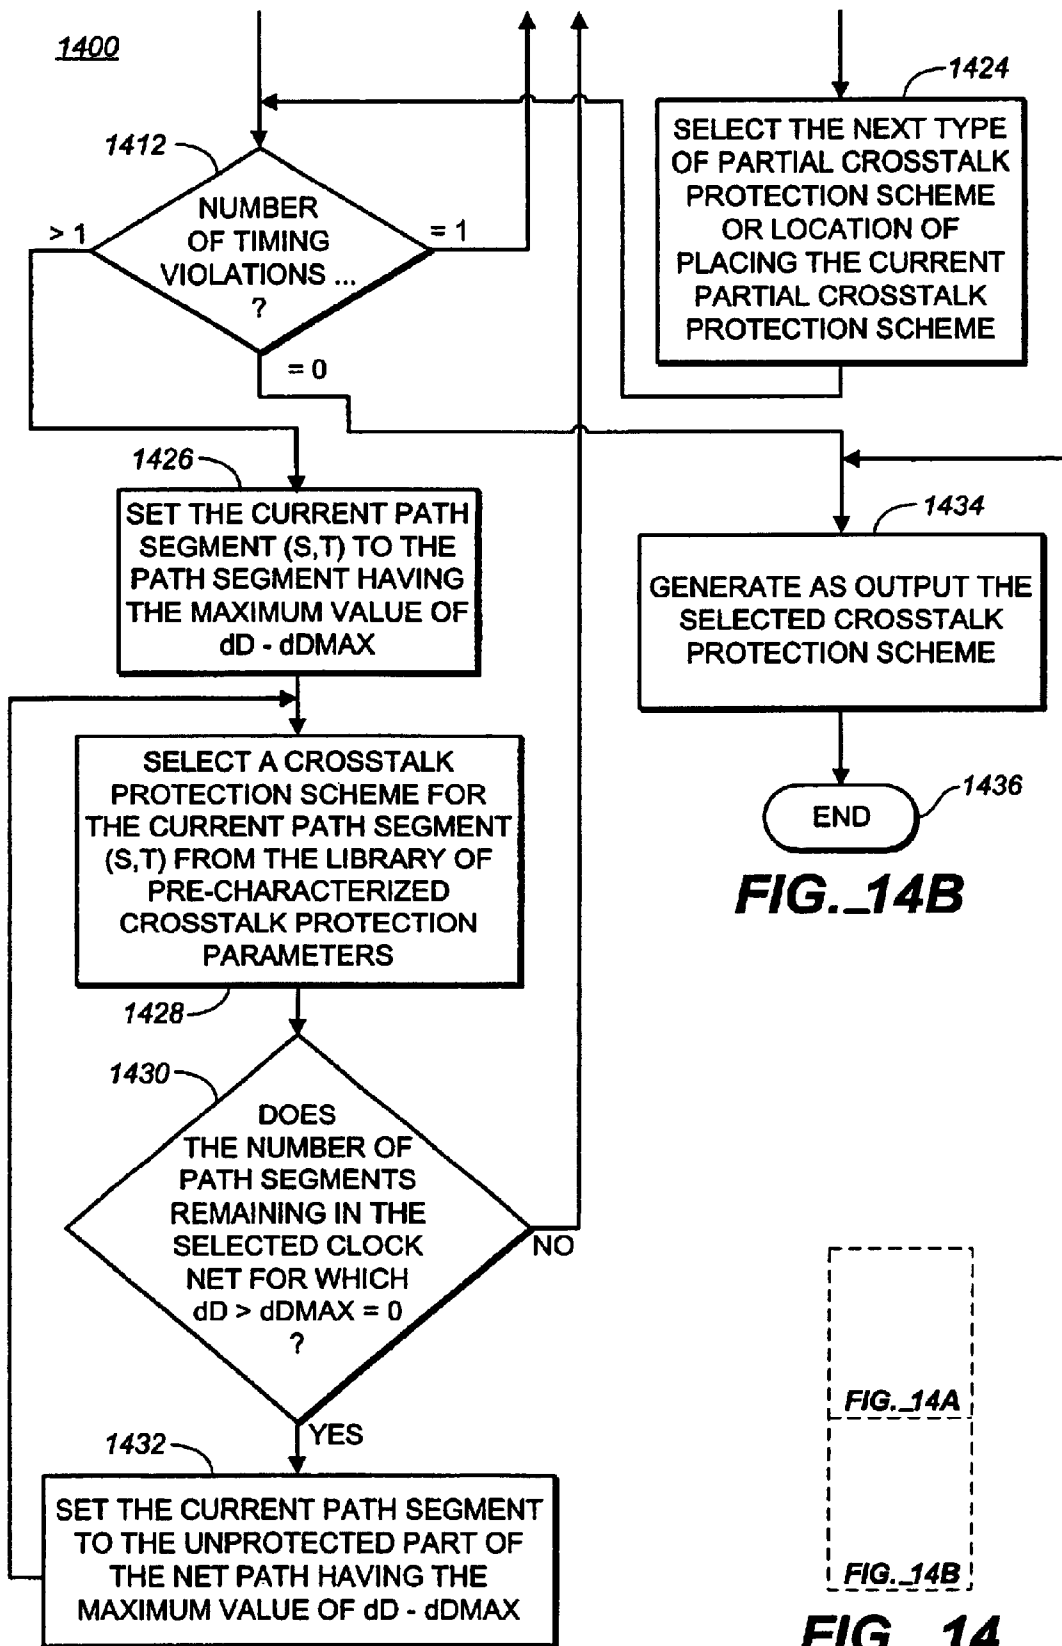 1400
1412
NUMBER
OF TIMING
VIOLATIONS ...
?
> 1
= 1
= 0
1424
SELECT THE NEXT TYPE
OF PARTIAL CROSSTALK
PROTECTION SCHEME
OR LOCATION OF
PLACING THE CURRENT
PARTIAL CROSSTALK
PROTECTION SCHEME
1426
SET THE CURRENT PATH
SEGMENT (S,T) TO THE
PATH SEGMENT HAVING
THE MAXIMUM VALUE OF
dD - dDMAX
1434
GENERATE AS OUTPUT THE
SELECTED CROSSTALK
PROTECTION SCHEME
SELECT A CROSSTALK
PROTECTION SCHEME FOR
THE CURRENT PATH SEGMENT
(S,T) FROM THE LIBRARY OF
PRE-CHARACTERIZED
CROSSTALK PROTECTION
PARAMETERS
1428
1436
END
FIG._14B
1430
DOES
THE NUMBER OF
PATH SEGMENTS
REMAINING IN THE
SELECTED CLOCK
NET FOR WHICH
dD > dDMAX = 0
?
NO
YES
1432
SET THE CURRENT PATH SEGMENT
TO THE UNPROTECTED PART OF
THE NET PATH HAVING THE
MAXIMUM VALUE OF dD - dDMAX
FIG._14A
FIG._14B
FIG._14